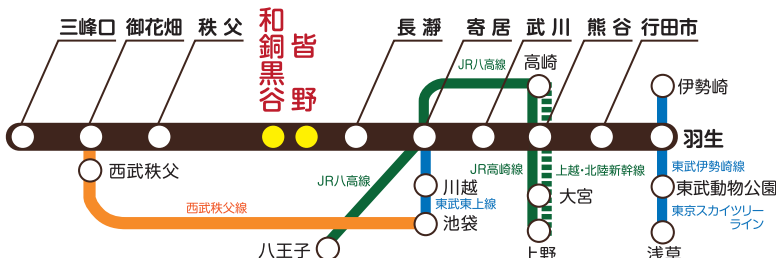 三峰口
御花畑
秩父
和銅黒谷
皆野
長瀞
寄居
武川
熊谷
行田市
JR八高線
高崎
伊勢崎
羽生
西武秩父
JR八高線
川越
JR高崎線
上越・北陸新幹線
東武伊勢崎線
大宮
東武動物公園
西武秩父線
東武東上線
池袋
東京スカイツリー
ライン
八王子
上野
浅草